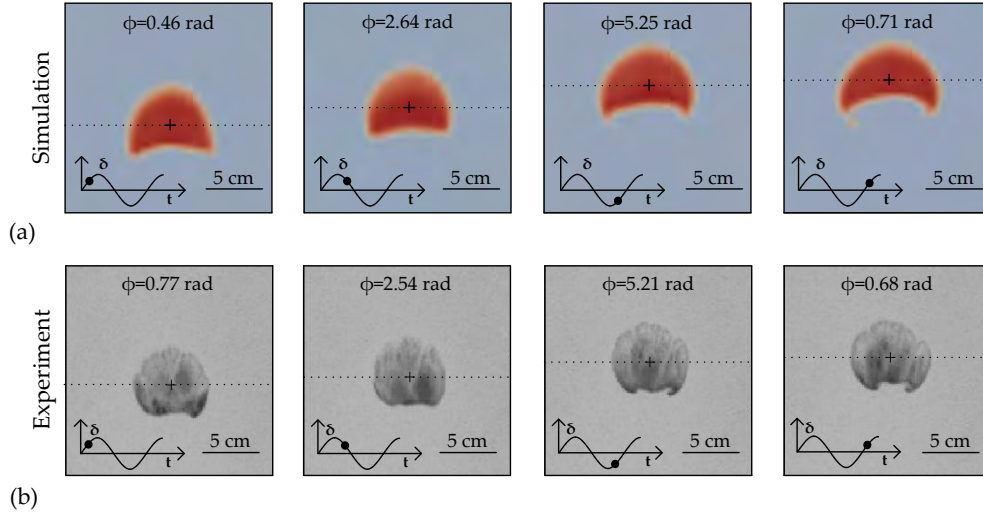 Simulation
ϕ=0.46 rad
δ
t
5 cm
ϕ=2.64 rad
δ
t
5 cm
ϕ=5.25 rad
δ
t
5 cm
ϕ=0.71 rad
δ
t
5 cm
(a)
Experiment
ϕ=0.77 rad
δ
t
5 cm
ϕ=2.54 rad
δ
t
5 cm
ϕ=5.21 rad
δ
t
5 cm
ϕ=0.68 rad
δ
t
5 cm
(b)